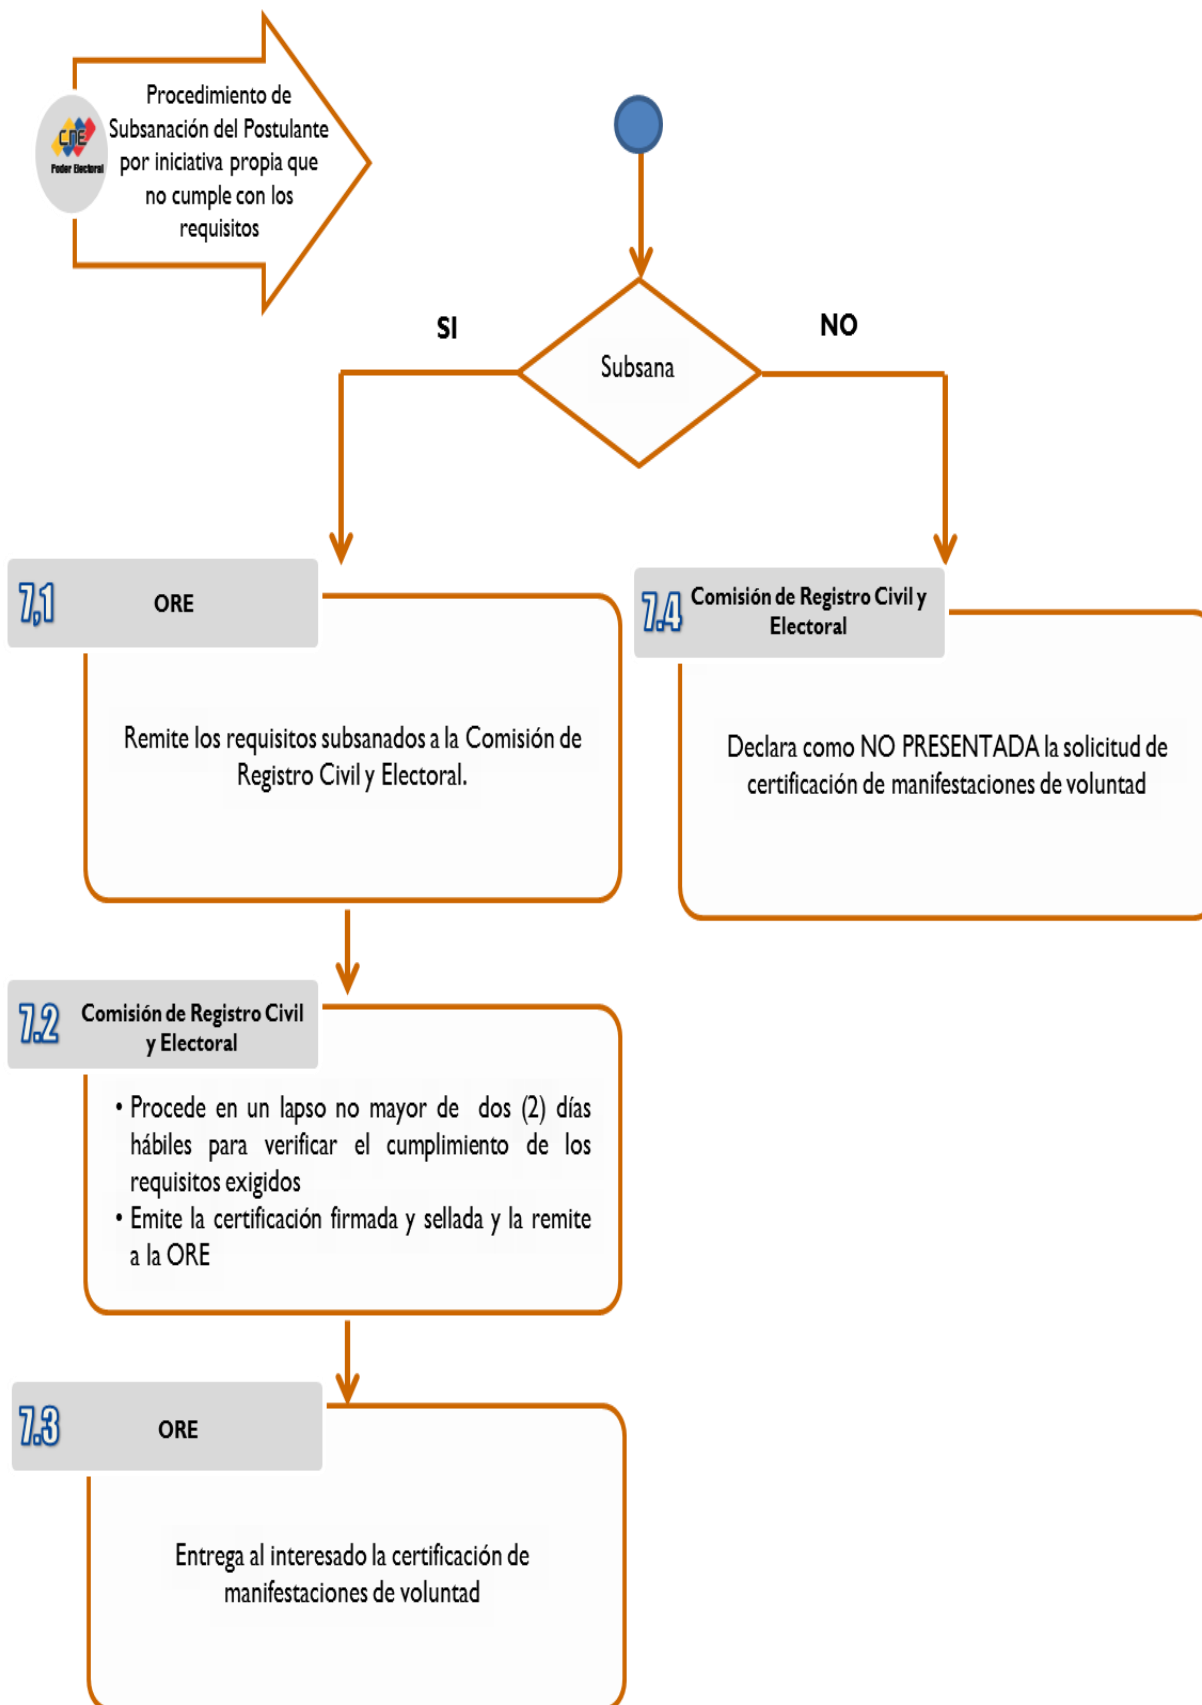 Procedimiento de
Subsanación del Postulante
por iniciativa propia que
no cumple con los
requisitos
CNE
Poder Electoral
SI
NO
Subsana
7,1
ORE
Remite los requisitos subsanados a la Comisión de
Registro Civil y Electoral.
7.4
Comisión de Registro Civil y
Electoral
Declara como NO PRESENTADA la solicitud de
certificación de manifestaciones de voluntad
7.2
Comisión de Registro Civil
y Electoral
• Procede en un lapso no mayor de dos (2) días
hábiles para verificar el cumplimiento de los
requisitos exigidos
• Emite la certificación firmada y sellada y la remite
a la ORE
7.3
ORE
Entrega al interesado la certificación de
manifestaciones de voluntad